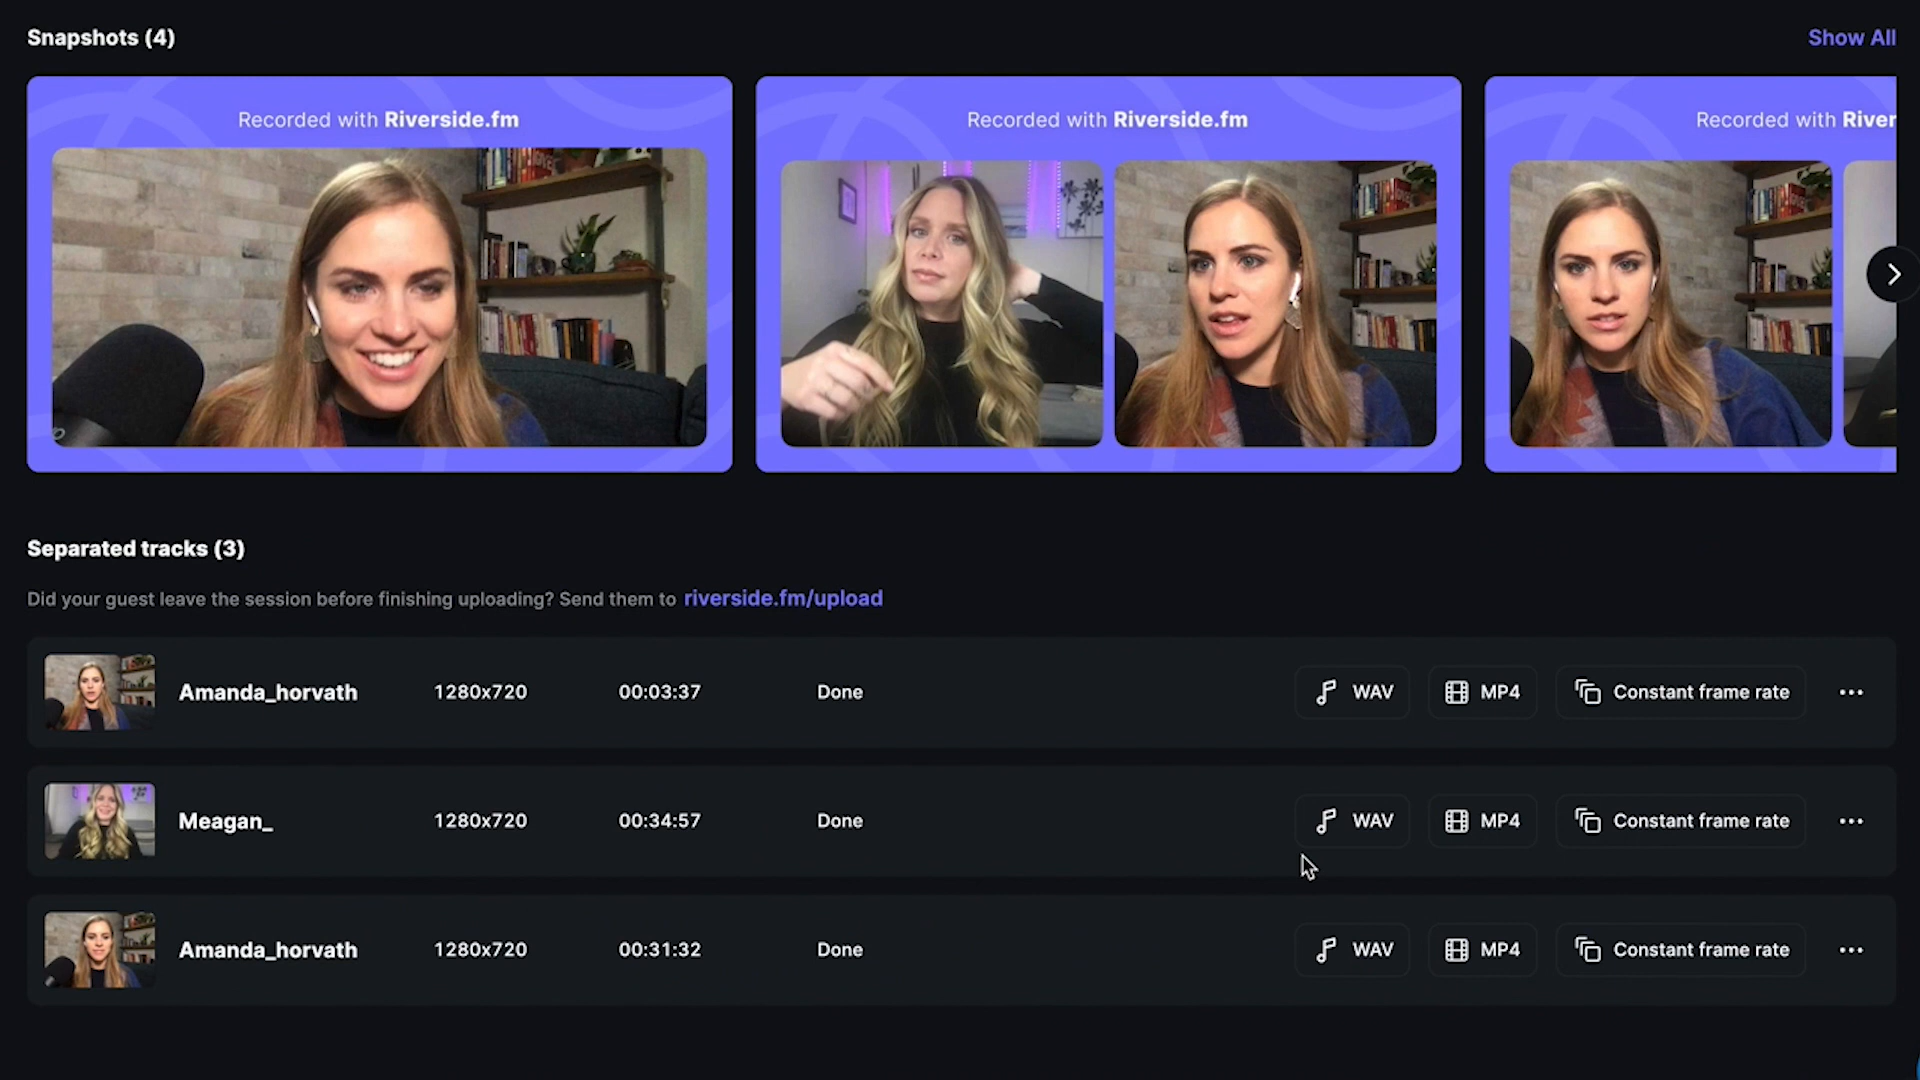 Snapshots (4)
Show All
Recorded with Riverside.fm
Recorded with Riverside.fm
Recorded with River
Separated tracks (3)
Did your guest leave the session before finishing uploading? Send them to riverside.fm/upload
Amanda_horvath 1280x720 00:03:37 Done WAV MP4 Constant frame rate
Meagan_ 1280x720 00:34:57 Done WAV MP4 Constant frame rate
Amanda_horvath 1280x720 00:31:32 Done WAV MP4 Constant frame rate